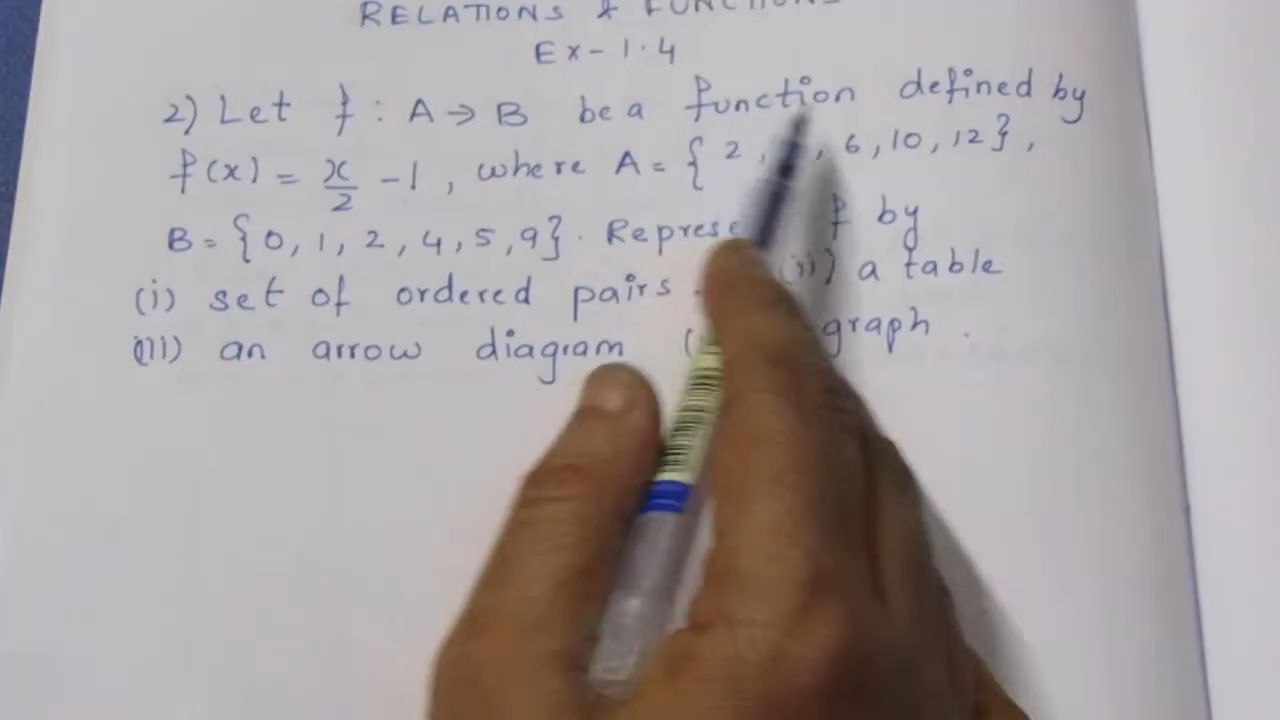 RELATIONS & FUNCTIONS
Ex-1.4
2) Let f : A → B be a function defined by
f(x) = x/2 - 1, where A = { 2, , 6, 10, 12},
B = {0, 1, 2, 4, 5, 9}. f by
(i) set of ordered pairs (ii) a table
(iii) an arrow diagram ( graph.